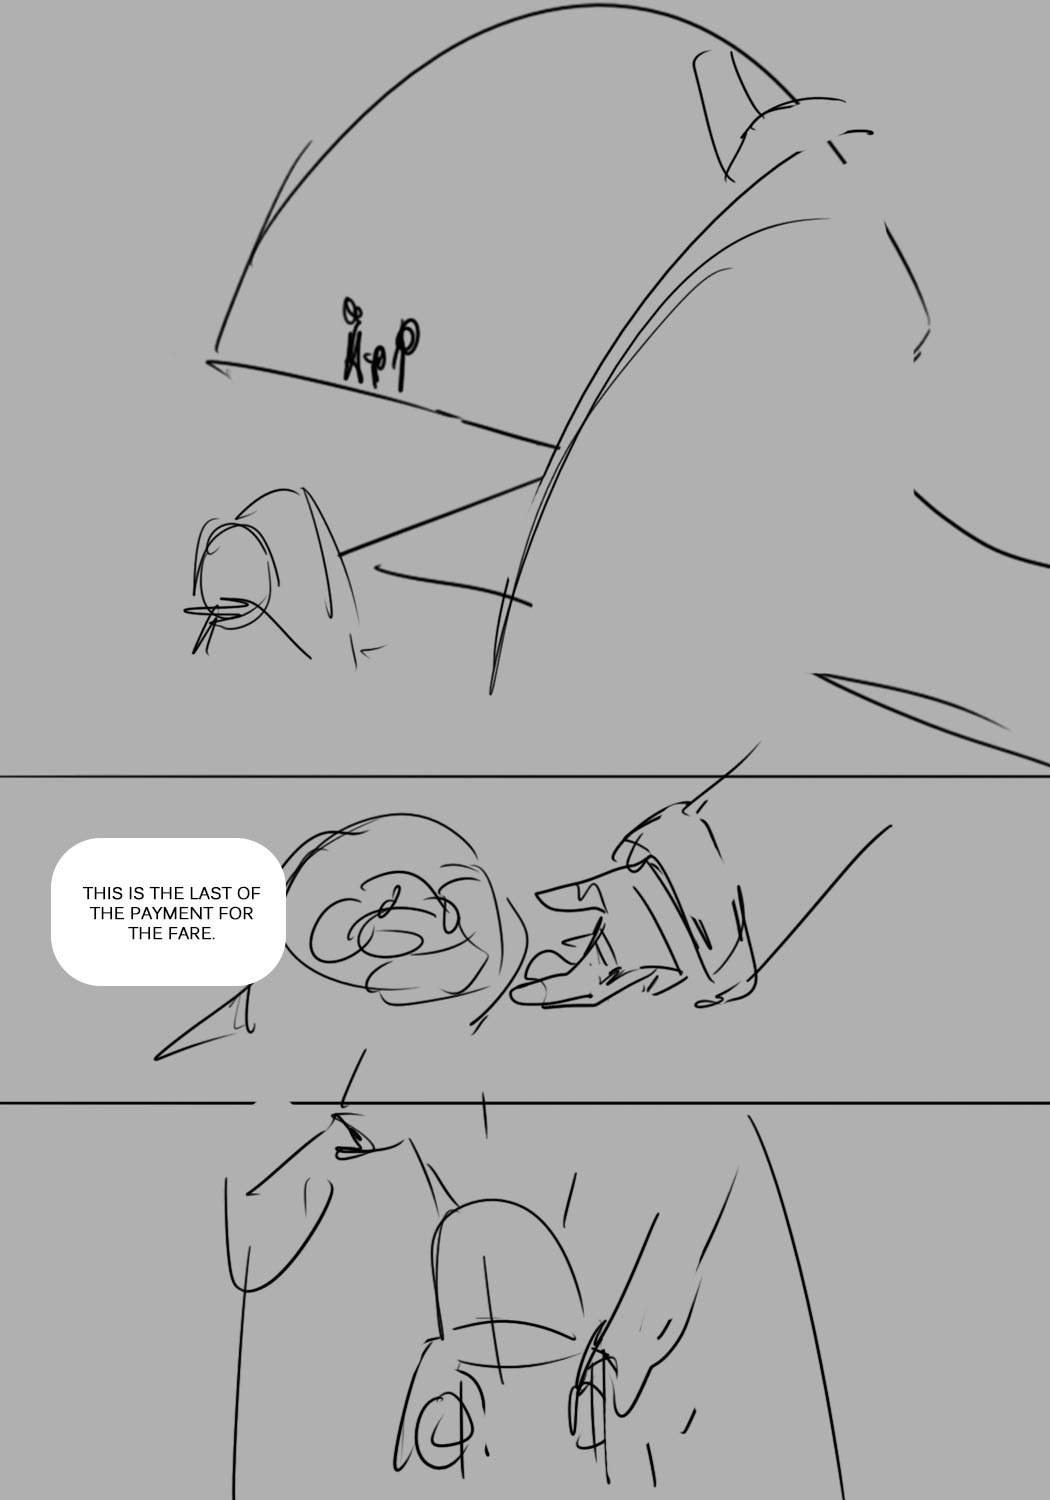 THIS IS THE LAST OF
THE PAYMENT FOR
THE FARE.